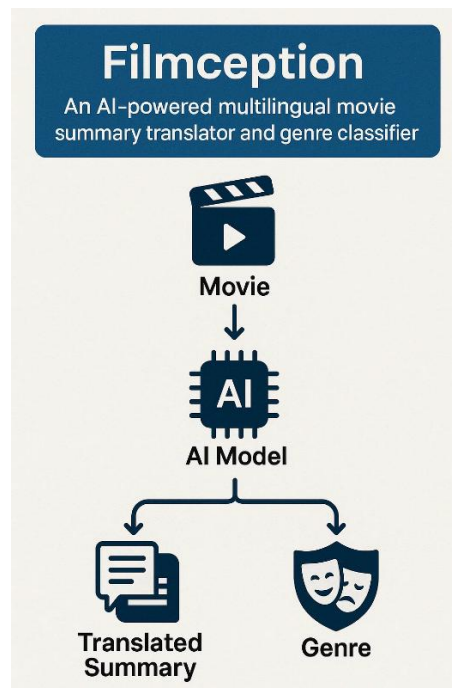 Filmception
An AI-powered multilingual movie
summary translator and genre classifier
Movie
AI
AI Model
Translated
Summary
Genre